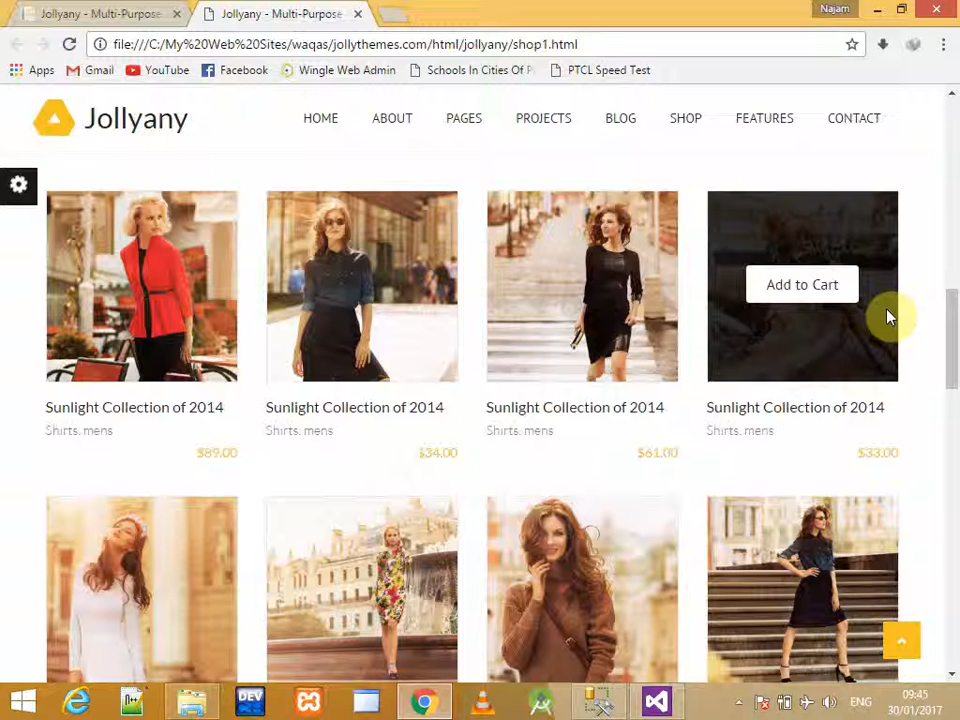 Jollyany - Multi-Purpose
Jollyany - Multi-Purpose
Najam
file:///C:/My%20Web%20Sites/waqas/jollythemes.com/html/jollyany/shop1.html
Apps Gmail YouTube Facebook Wingle Web Admin Schools In Cities Of P PTCL Speed Test
Jollyany
HOME ABOUT PAGES PROJECTS BLOG SHOP FEATURES CONTACT
Add to Cart
Sunlight Collection of 2014 Sunlight Collection of 2014 Sunlight Collection of 2014 Sunlight Collection of 2014
Shirts, mens Shirts, mens Shirts, mens Shirts, mens
$89.00 $34.00 $61.00 $33.00
DEV
ENG
09:45
30/01/2017